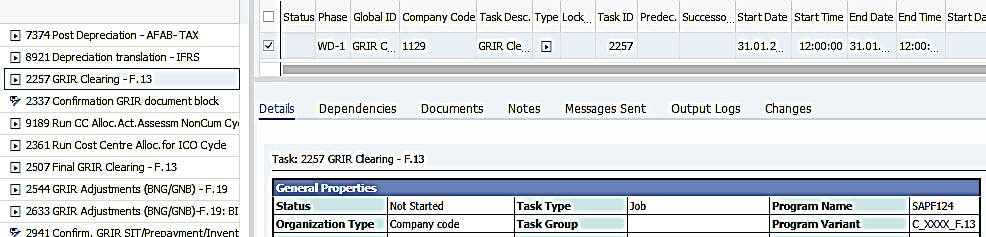 7374 Post Depreciation - AFAB-TAX
8921 Depreciation translation - IFRS
2257 GRIR Clearing - F.13
2337 Confirmation GRIR document block
9189 Run CC Alloc.Act.Assessm NonCum Cy
2361 Run Cost Centre Alloc.for ICO Cycle
2507 Final GRIR Clearing - F.13
2544 GRIR Adjustments (BNG/GNB) - F.19
2633 GRIR Adjustments (BNG/GNB)-F.19: BI
2941 Confirm. GRIR SIT/Prepayment/Invent
Status Phase Global ID Company Code Task Desc. Type Lock... Task ID Predec. Successo... Start Date Start Time End Date End Time Start Da
WD-1 GRIR C... 1129 GRIR Cle... 2257 31.01.2... 12:00:00 31.01.... 12:00:...
Details Dependencies Documents Notes Messages Sent Output Logs Changes
Task: 2257 GRIR Clearing - F.13
General Properties
Status Not Started Task Type Job Program Name SAPF124
Organization Type Company code Task Group Program Variant C_XXXX_F.13